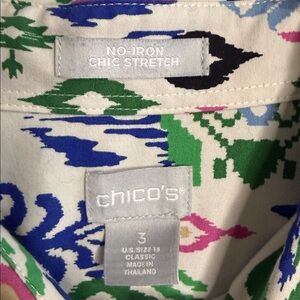 NO-IRON
CHIC STRETCH
chico's
3
U.S. SIZE 16
CLASSIC
MADE IN
THAILAND